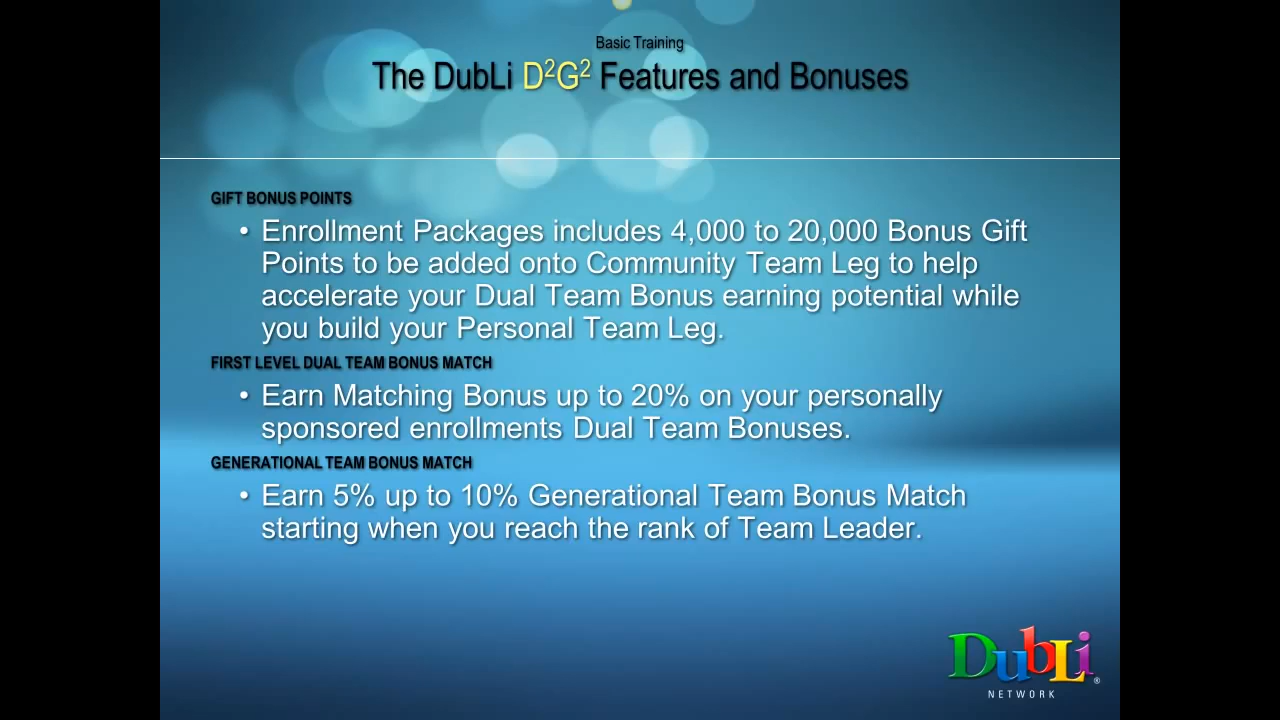 Basic Training
The DubLi D²G² Features and Bonuses
GIFT BONUS POINTS
• Enrollment Packages includes 4,000 to 20,000 Bonus Gift
Points to be added onto Community Team Leg to help
accelerate your Dual Team Bonus earning potential while
you build your Personal Team Leg.
FIRST LEVEL DUAL TEAM BONUS MATCH
• Earn Matching Bonus up to 20% on your personally
sponsored enrollments Dual Team Bonuses.
GENERATIONAL TEAM BONUS MATCH
• Earn 5% up to 10% Generational Team Bonus Match
starting when you reach the rank of Team Leader.
DubLi®
NETWORK